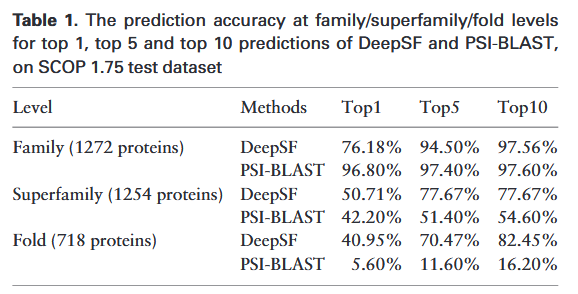 Table 1. The prediction accuracy at family/superfamily/fold levels
for top 1, top 5 and top 10 predictions of DeepSF and PSI-BLAST,
on SCOP 1.75 test dataset
Level Methods Top1 Top5 Top10
Family (1272 proteins) DeepSF 76.18% 94.50% 97.56%
PSI-BLAST 96.80% 97.40% 97.60%
Superfamily (1254 proteins) DeepSF 50.71% 77.67% 77.67%
PSI-BLAST 42.20% 51.40% 54.60%
Fold (718 proteins) DeepSF 40.95% 70.47% 82.45%
PSI-BLAST 5.60% 11.60% 16.20%